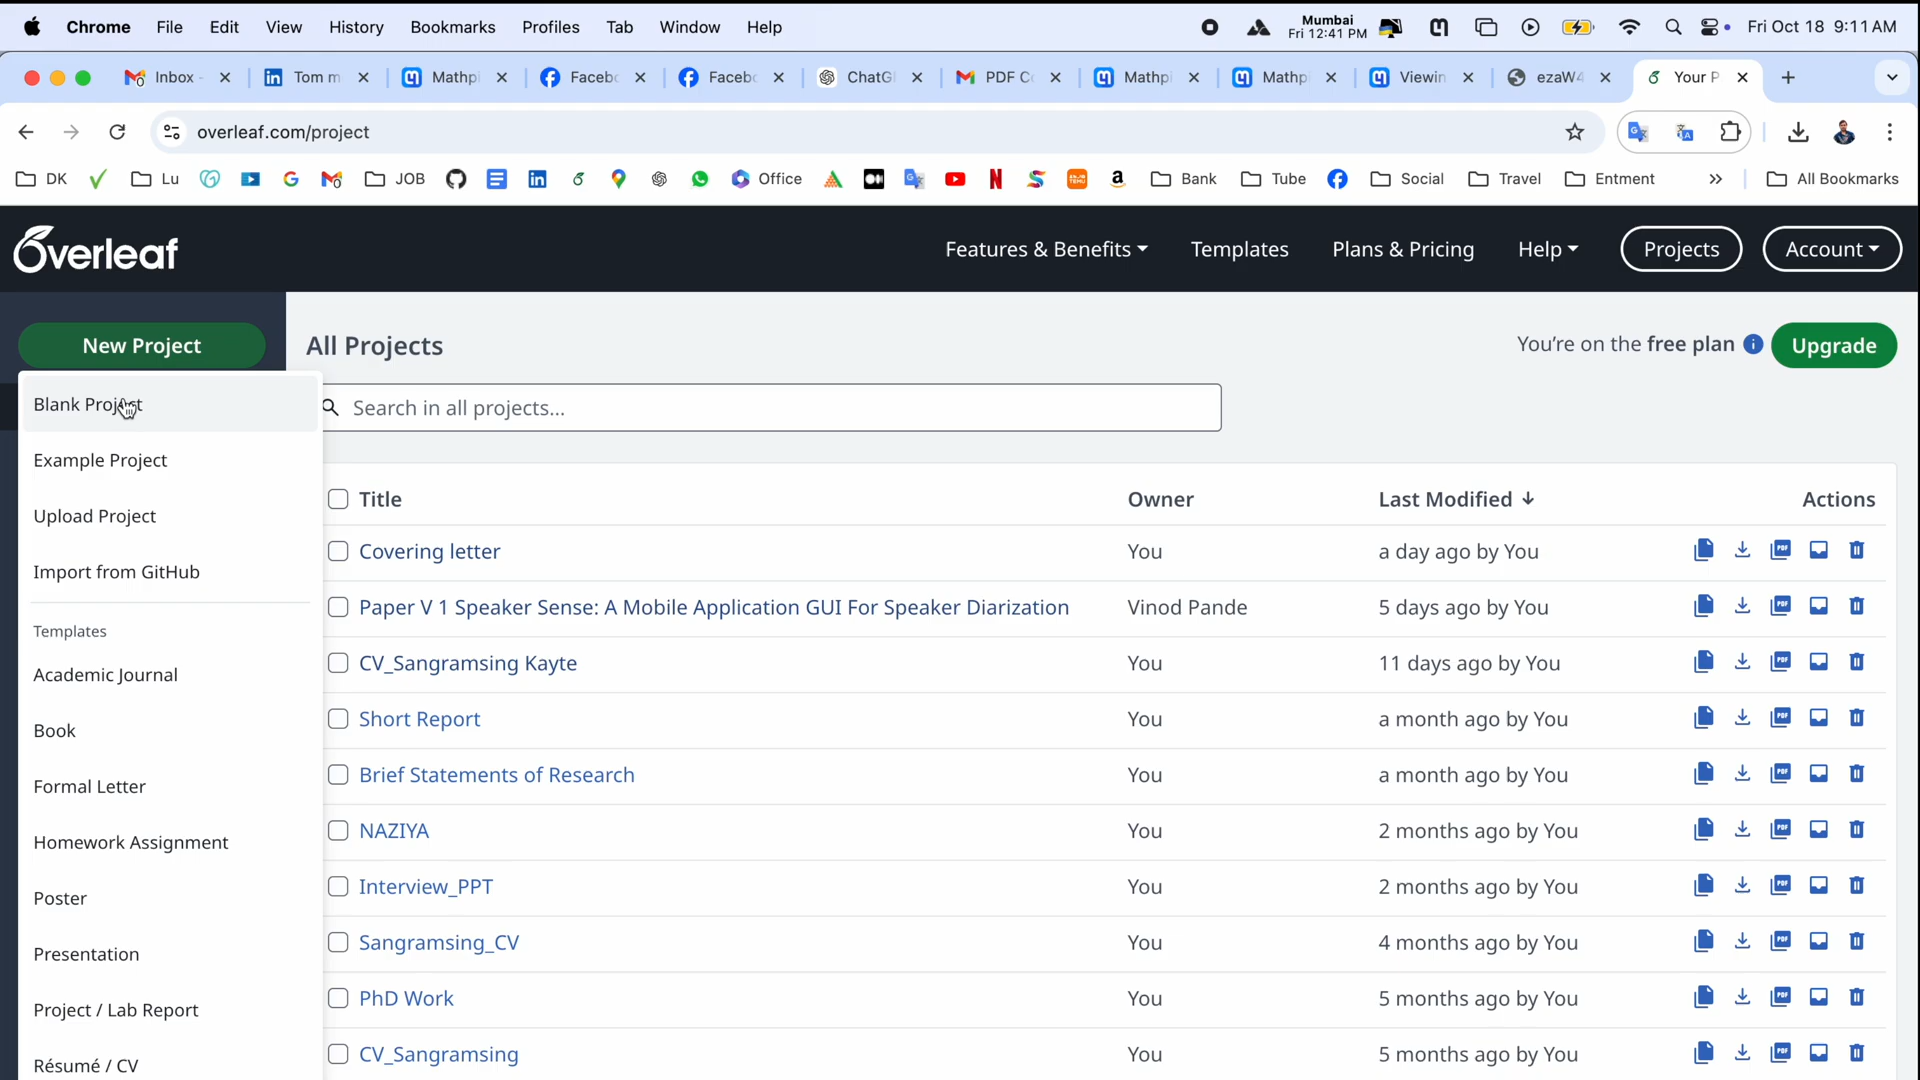 Chrome File Edit View History Bookmarks Profiles Tab Window Help Mumbai Fri 12:41 PM Fri Oct 18 9:11 AM
Inbox - Tom m Mathpi Facebo Facebo ChatG PDF Co Mathpi Mathpi Viewin ezaW4 Your P
overleaf.com/project
DK Lu JOB Office Bank Tube Social Travel Entment » All Bookmarks
Overleaf Features & Benefits Templates Plans & Pricing Help Projects Account
New Project All Projects You're on the free plan Upgrade
Blank Project Search in all projects...
Example Project
Title Owner Last Modified ↓ Actions
Upload Project
Covering letter You a day ago by You
Import from GitHub
Paper V 1 Speaker Sense: A Mobile Application GUI For Speaker Diarization Vinod Pande 5 days ago by You
Templates
CV_Sangramsing Kayte You 11 days ago by You
Academic Journal
Short Report You a month ago by You
Book
Brief Statements of Research You a month ago by You
Formal Letter
NAZIYA You 2 months ago by You
Homework Assignment
Interview_PPT You 2 months ago by You
Poster
Sangramsing_CV You 4 months ago by You
Presentation
PhD Work You 5 months ago by You
Project / Lab Report
CV_Sangramsing You 5 months ago by You
Résumé / CV